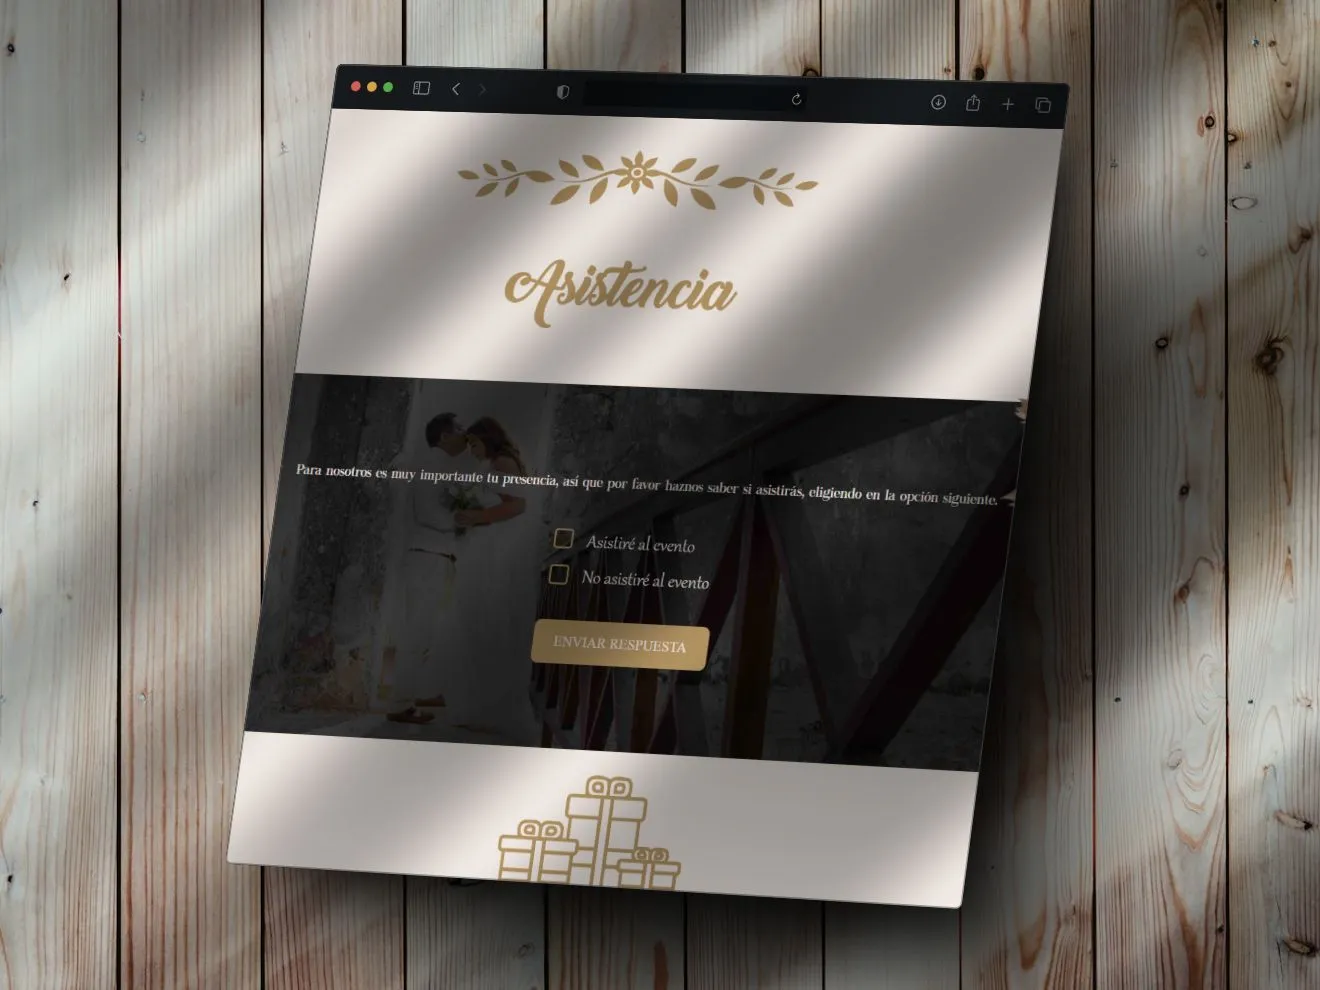 Asistencia
Para nosotros es muy importante tu presencia, así que por favor haznos saber si asistirás, eligiendo en la opción siguiente.
Asistiré al evento
No asistiré al evento
ENVIAR RESPUESTA